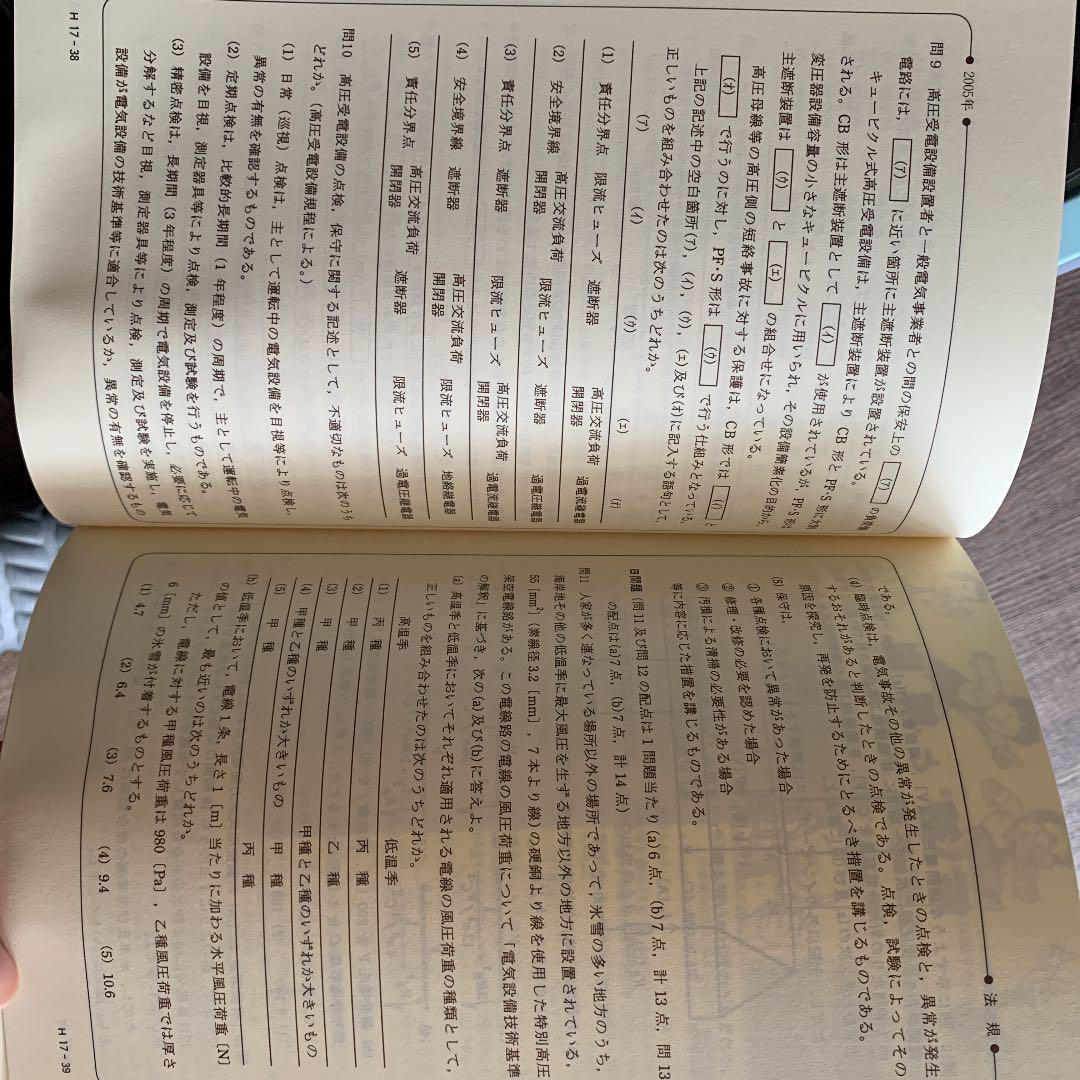 2005年
問9 高圧受電設備設置者と一般電気事業者との間の保安上の (ア) の負荷側
電路には, (ア) に近い箇所に主遮断装置が設置されている。
キュービクル式高圧受電設備は, 主遮断装置により CB 形と PF・S 形に大別
される。CB 形は主遮断装置として (イ) が使用されているが, PF・S 形は
変圧器設備容量の小さなキュービクルに用いられ, その設備簡素化の目的から,
主遮断装置は (ウ) と (エ) の組合せになっている。
高圧母線等の高圧側の短絡事故に対する保護は, CB 形では (イ) と
(オ) で行うのに対し, PF・S 形は (ウ) で行う仕組みとなっている。
上記の記述中の空白箇所(ア), (イ), (ウ), (エ)及び(オ)に記入する語句として,
正しいものを組み合わせたのは次のうちどれか。
(ア) (イ) (ウ) (エ) (オ)
(1) 責任分界点 限流ヒューズ 遮断器 高圧交流負荷開閉器 過電流継電器
(2) 安全境界線 高圧交流負荷開閉器 限流ヒューズ 遮断器 過電圧継電器
(3) 責任分界点 遮断器 限流ヒューズ 高圧交流負荷開閉器 過電流継電器
(4) 安全境界線 遮断器 高圧交流負荷開閉器 限流ヒューズ 地絡継電器
(5) 責任分界点 高圧交流負荷開閉器 遮断器 限流ヒューズ 過電圧継電器
問10 高圧受電設備の点検, 保守に関する記述として, 不適切なものは次のうち
どれか。(高圧受電設備規程による。)
(1) 日常 (巡視) 点検は, 主として運転中の電気設備を目視等により点検し,
異常の有無を確認するものである。
(2) 定期点検は, 比較的長期間 (1 年程度) の周期で, 主として運転中の電気
設備を目視, 測定器具等により点検, 測定及び試験を行うものである。
(3) 精密点検は, 長期間 (3 年程度) の周期で電気設備を停止し, 必要に応じて
分解するなど目視, 測定器具等により点検, 測定及び試験を実施し, 電気
設備が電気設備の技術基準等に適合しているか, 異常の有無を確認するもの
H 17 - 38
法 規
である。
(4) 臨時点検は, 電気事故その他の異常が発生したときの点検と, 異常が発生
するおそれがあると判断したときの点検である。点検, 試験によってその
原因を探究し, 再発を防止するためにとるべき措置を講じるものである。
(5) 保守は,
① 各種点検において異常があった場合
② 修理・改修の必要を認めた場合
③ 汚損による清掃の必要性がある場合
等に内容に応じた措置を講じるものである。
B問題 (問 11 及び問 12 の配点は 1 問題当たり (a) 6 点, (b) 7 点, 計 13 点, 問 13
の配点は(a) 7 点, (b) 7 点, 計 14 点)
問11 人家が多く連なっている場所以外の場所であって, 氷雪の多い地方のうち,
海岸地その他の低温季に最大風圧を生ずる地方以外の地方に設置されている,
55〔mm²〕(素線径 3.2〔mm〕, 7 本より線) の硬銅より線を使用した特別高圧
架空電線路がある。この電線路の電線の風圧荷重について「電気設備技術基準
の解釈」に基づき, 次の(a)及び(b)に答えよ。
(a) 高温季と低温季においてそれぞれ適用される電線の風圧荷重の種類として,
正しいものを組み合わせたのは次のうちどれか。
高温季 低温季
(1) 丙 種 丙 種
(2) 甲 種 乙 種
(3) 甲 種 甲種と乙種のいずれか大きいもの
(4) 甲種と乙種のいずれか大きいもの 甲 種
(5) 甲 種 丙 種
(b) 低温季において, 電線 1 条, 長さ 1〔m〕当たりに加わる水平風圧荷重〔N〕
の値として, 最も近いのは次のうちどれか。
ただし, 電線に対する甲種風圧荷重は 980〔Pa〕, 乙種風圧荷重では厚さ
6〔mm〕の氷雪が付着するものとする。
(1) 4.7 (2) 6.4 (3) 7.6 (4) 9.4 (5) 10.6
H 17 - 39